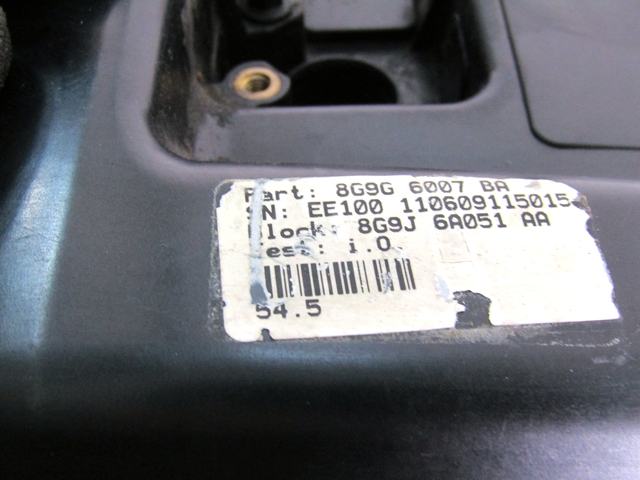 Part: 8G9G 6007 BA
SN: EE100 110609115015
Block: 8G9J 6A051 AA
Test: i.O.
54.5